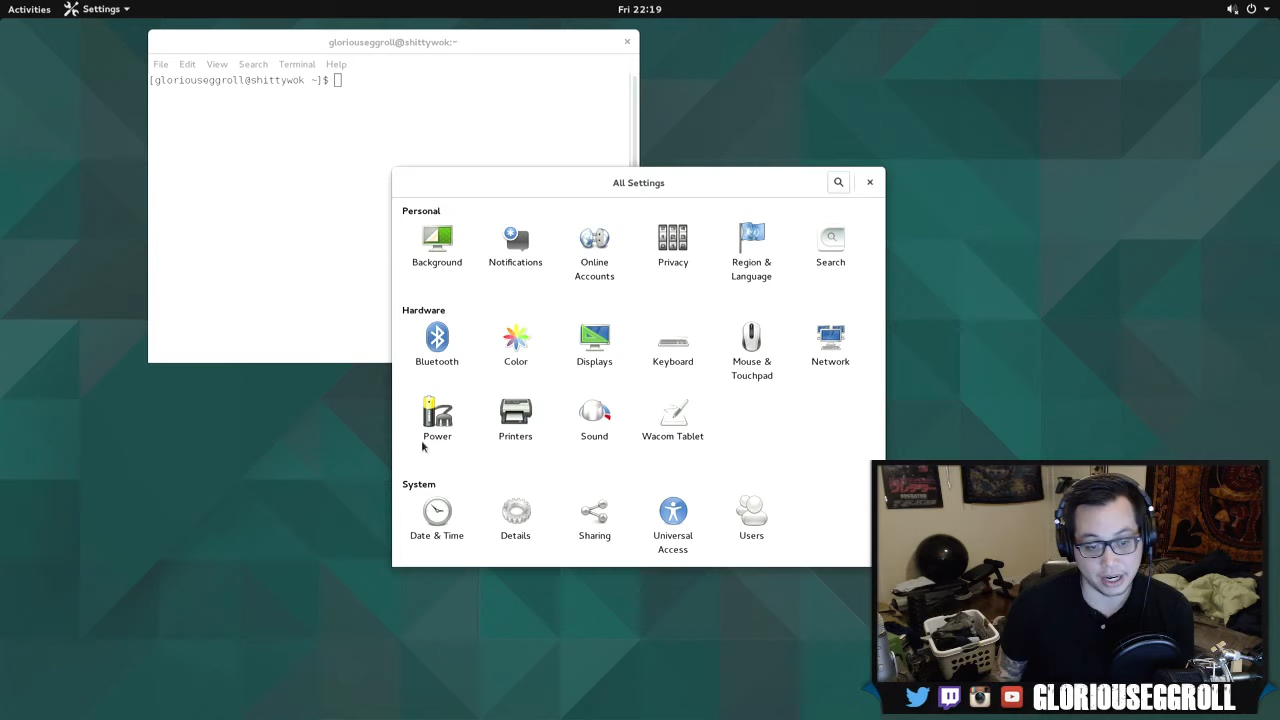 Activities
Settings
Fri 22:19
gloriouseggroll@shittywok:~
File Edit View Search Terminal Help
[gloriouseggroll@shittywok ~]$
All Settings
Personal
Background
Notifications
Online
Accounts
Privacy
Region &
Language
Search
Hardware
Bluetooth
Color
Displays
Keyboard
Mouse &
Touchpad
Network
Power
Printers
Sound
Wacom Tablet
System
Date & Time
Details
Sharing
Universal
Access
Users
GLORIOUSEGGROLL